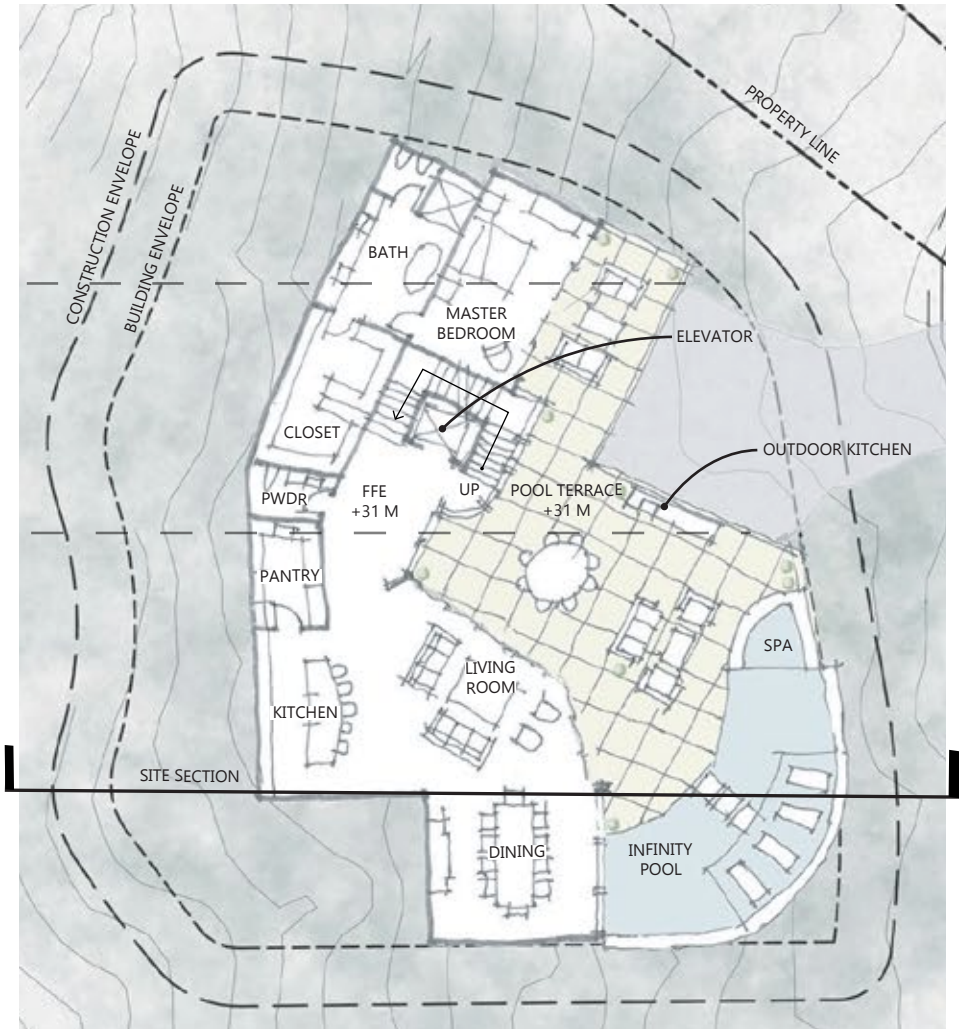 PROPERTY LINE
CONSTRUCTION ENVELOPE
BUILDING ENVELOPE
BATH
MASTER
BEDROOM
ELEVATOR
CLOSET
OUTDOOR KITCHEN
PWDR
FFE
+31 M
UP
POOL TERRACE
+31 M
PANTRY
SPA
LIVING
ROOM
KITCHEN
SITE SECTION
DINING
INFINITY
POOL